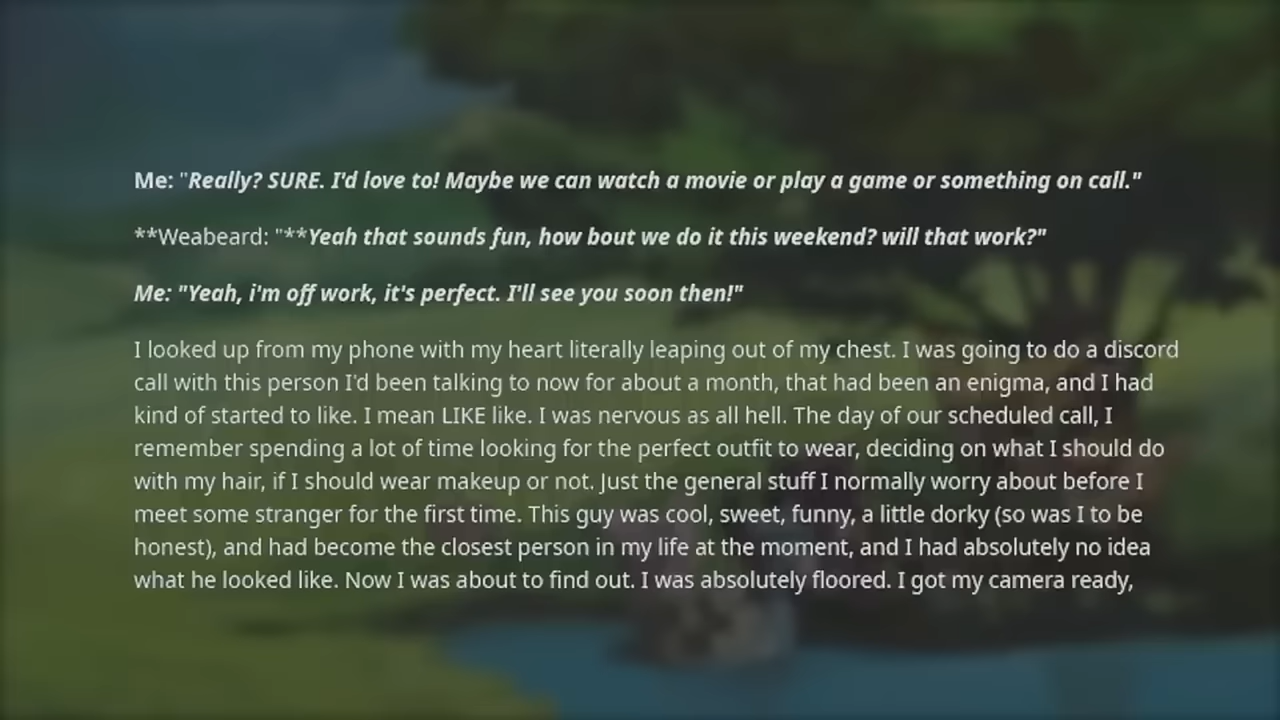 Me: "Really? SURE. I'd love to! Maybe we can watch a movie or play a game or something on call."
**Weabeard: "**Yeah that sounds fun, how bout we do it this weekend? will that work?"
Me: "Yeah, i'm off work, it's perfect. I'll see you soon then!"
I looked up from my phone with my heart literally leaping out of my chest. I was going to do a discord
call with this person I'd been talking to now for about a month, that had been an enigma, and I had
kind of started to like. I mean LIKE like. I was nervous as all hell. The day of our scheduled call, I
remember spending a lot of time looking for the perfect outfit to wear, deciding on what I should do
with my hair, if I should wear makeup or not. Just the general stuff I normally worry about before I
meet some stranger for the first time. This guy was cool, sweet, funny, a little dorky (so was I to be
honest), and had become the closest person in my life at the moment, and I had absolutely no idea
what he looked like. Now I was about to find out. I was absolutely floored. I got my camera ready,